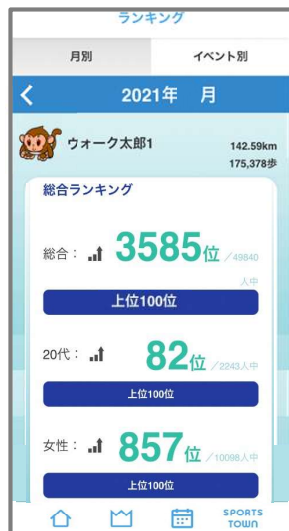 ランキング
月別 イベント別
2021年 月
ウォーク太郎1 142.59km
175,378歩
総合ランキング
総合： 3585位 ／49840
人中
上位100位
20代： 82位 ／2243人中
上位100位
女性： 857位 ／10098人中
上位100位
SPORTS
TOWN